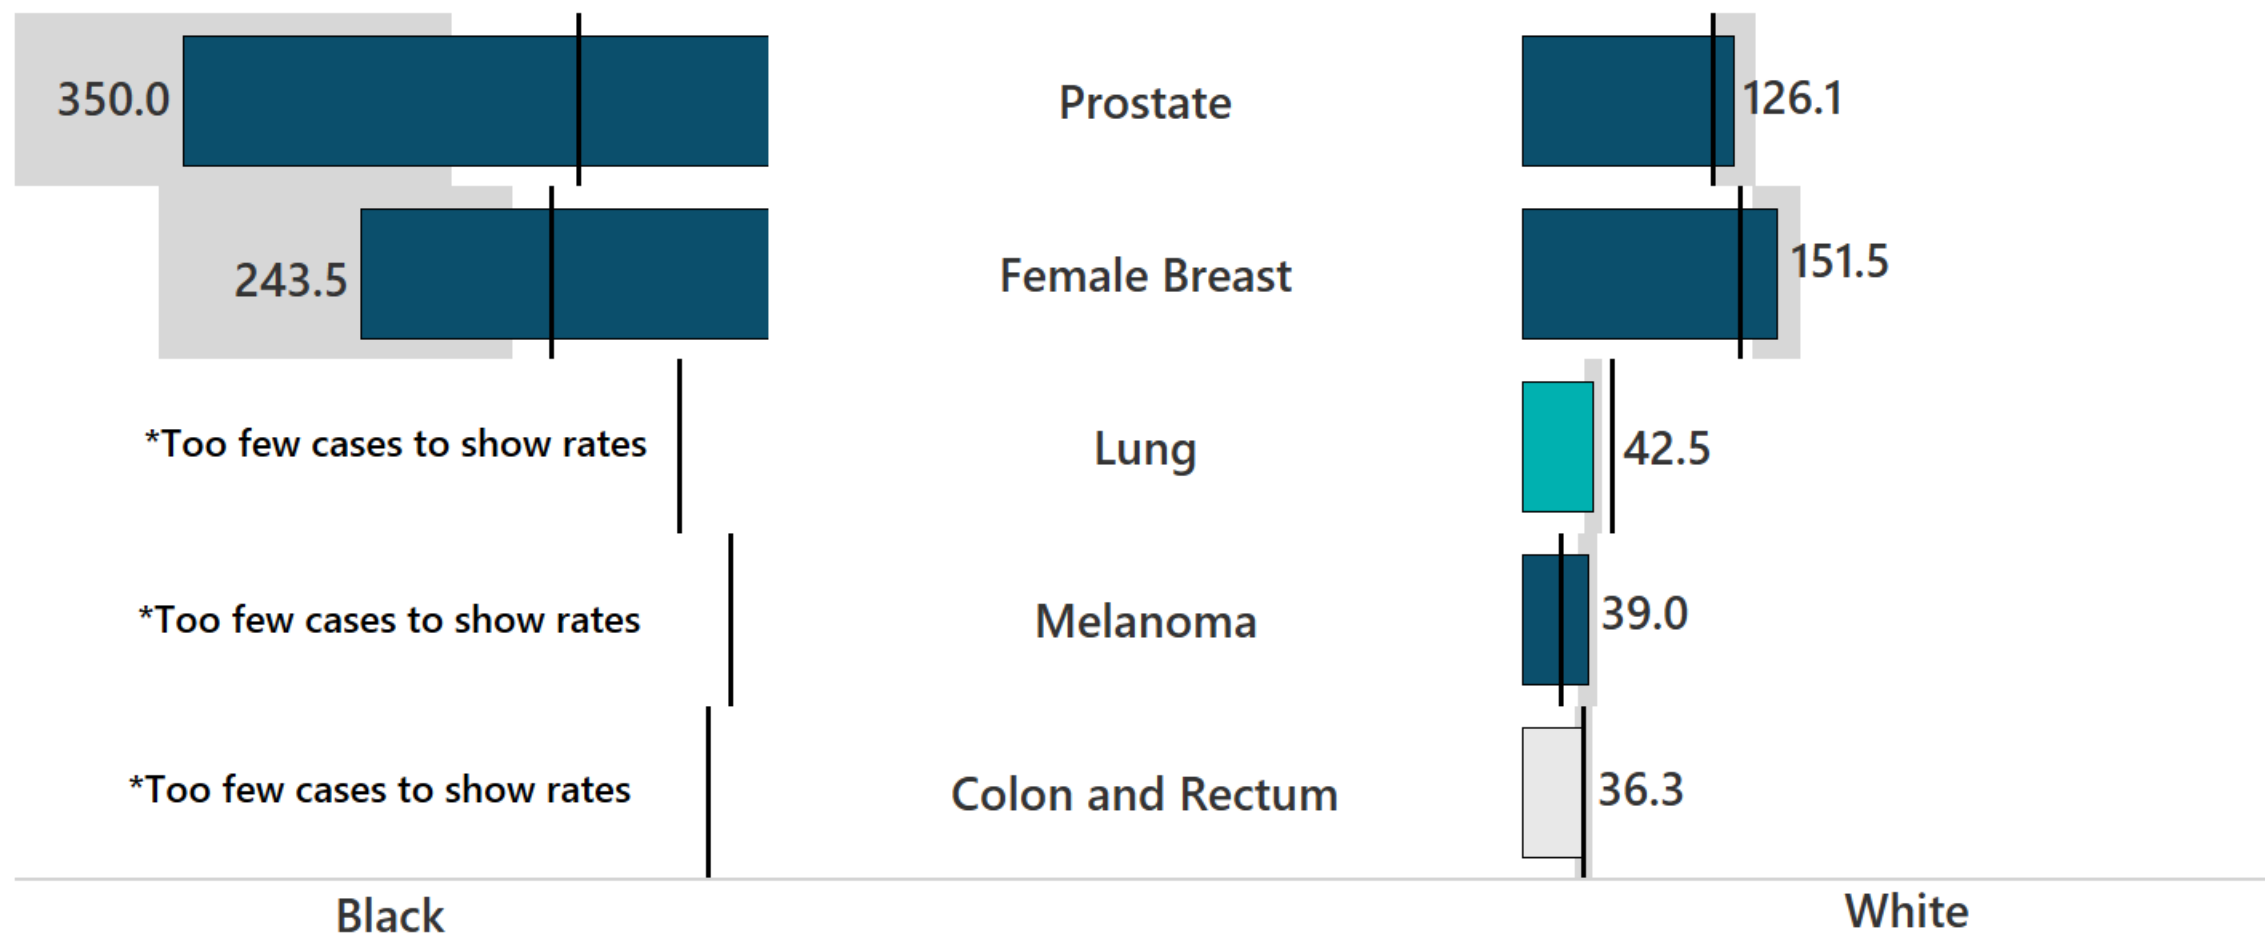 350.0 Prostate 126.1
243.5 Female Breast 151.5
*Too few cases to show rates Lung 42.5
*Too few cases to show rates Melanoma 39.0
*Too few cases to show rates Colon and Rectum 36.3
Black White